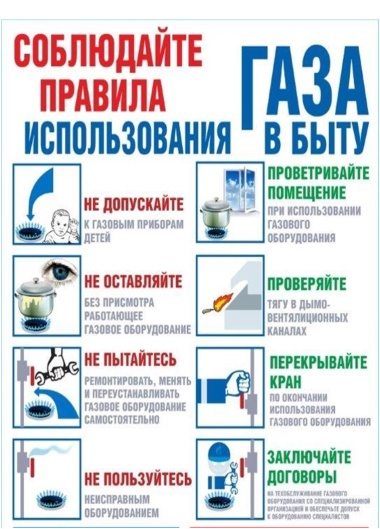 СОБЛЮДАЙТЕ
ПРАВИЛА
ИСПОЛЬЗОВАНИЯ
ГАЗА
В БЫТУ
НЕ ДОПУСКАЙТЕ
К ГАЗОВЫМ ПРИБОРАМ
ДЕТЕЙ
ПРОВЕТРИВАЙТЕ
ПОМЕЩЕНИЕ
ПРИ ИСПОЛЬЗОВАНИИ
ГАЗОВОГО
ОБОРУДОВАНИЯ
НЕ ОСТАВЛЯЙТЕ
БЕЗ ПРИСМОТРА
РАБОТАЮЩЕЕ
ГАЗОВОЕ ОБОРУДОВАНИЕ
ПРОВЕРЯЙТЕ
ТЯГУ В ДЫМО-
ВЕНТИЛЯЦИОННЫХ
КАНАЛАХ
НЕ ПЫТАЙТЕСЬ
РЕМОНТИРОВАТЬ, МЕНЯТЬ
И ПЕРЕУСТАНАВЛИВАТЬ
ГАЗОВОЕ ОБОРУДОВАНИЕ
САМОСТОЯТЕЛЬНО
ПЕРЕКРЫВАЙТЕ
КРАН
ПО ОКОНЧАНИИ
ИСПОЛЬЗОВАНИЯ
ГАЗОВОГО ОБОРУДОВАНИЯ
НЕ ПОЛЬЗУЙТЕСЬ
НЕИСПРАВНЫМ
ОБОРУДОВАНИЕМ
ЗАКЛЮЧАЙТЕ
ДОГОВОРЫ
НА ТЕХОБСЛУЖИВАНИЕ ГАЗОВОГО
ОБОРУДОВАНИЯ СО СПЕЦИАЛИЗИРОВАННОЙ
ОРГАНИЗАЦИЕЙ И ОБЕСПЕЧЬТЕ ДОПУСК
К ОБОРУДОВАНИЮ СПЕЦИАЛИСТОВ